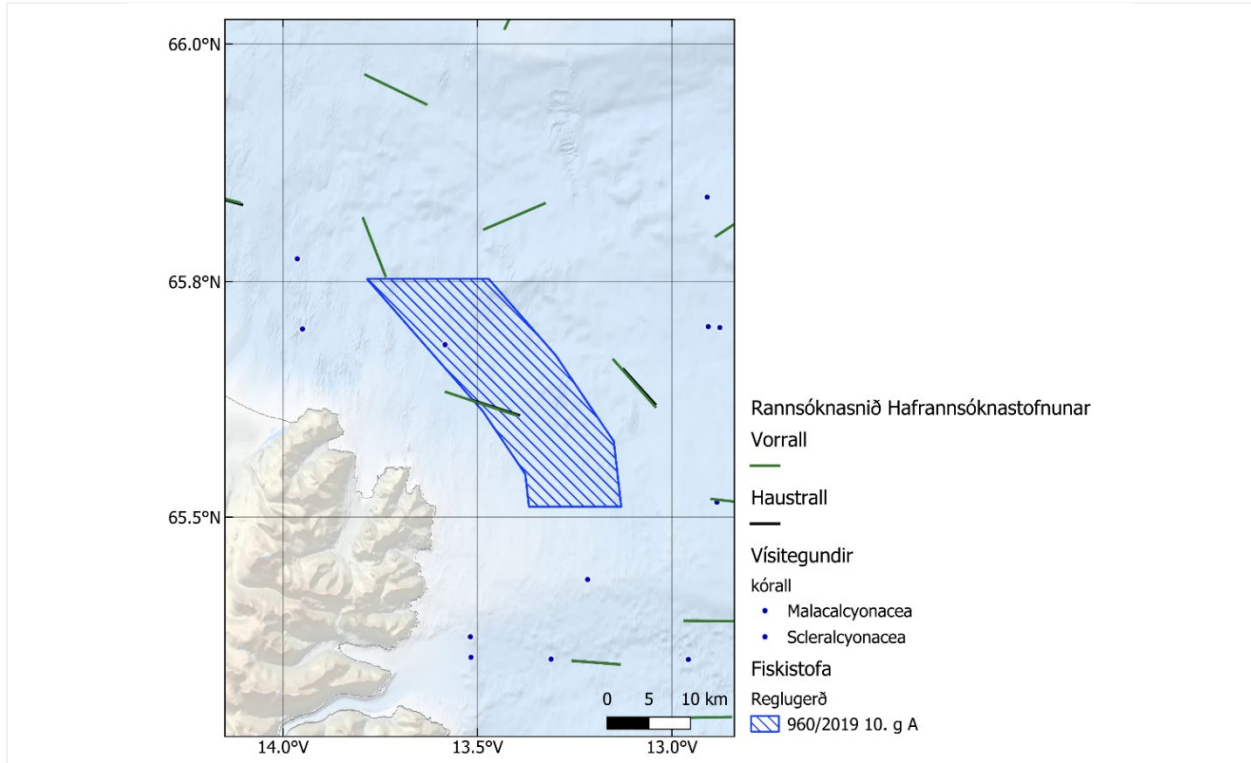 66.0°N
65.8°N
65.5°N
14.0°V
13.5°V
13.0°V
0 5 10 km
Rannsóknasnið Hafrannsóknastofnunar
Vorrall
Haustrall
Vísitegundir
kórall
Malacalcyonacea
Scleralcyonacea
Fiskistofa
Reglugerð
960/2019 10. g A